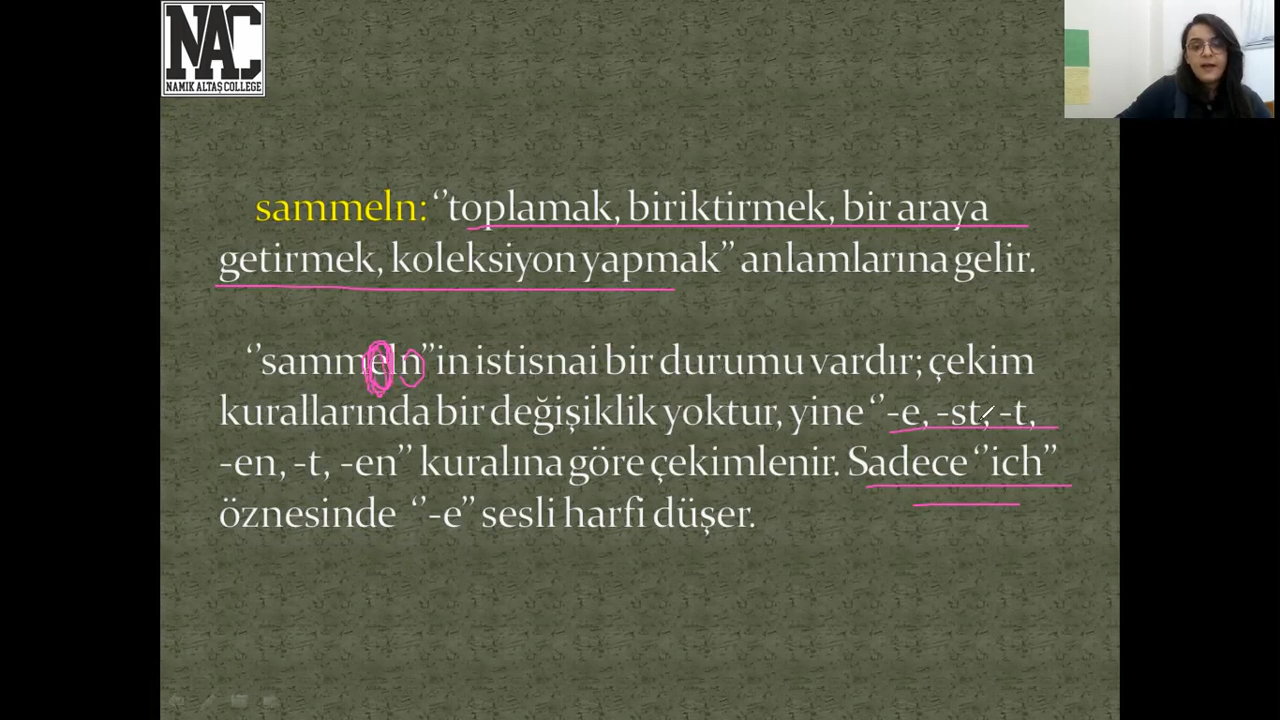 NAC
NAMIK ALTAŞ COLLEGE
sammeln: ‘’toplamak, biriktirmek, bir araya
getirmek, koleksiyon yapmak’’ anlamlarına gelir.
‘’sammeln’’in istisnai bir durumu vardır; çekim
kurallarında bir değişiklik yoktur, yine ‘’-e, -st, -t,
-en, -t, -en’’ kuralına göre çekimlenir. Sadece ‘’ich’’
öznesinde ‘’-e’’ sesli harfi düşer.